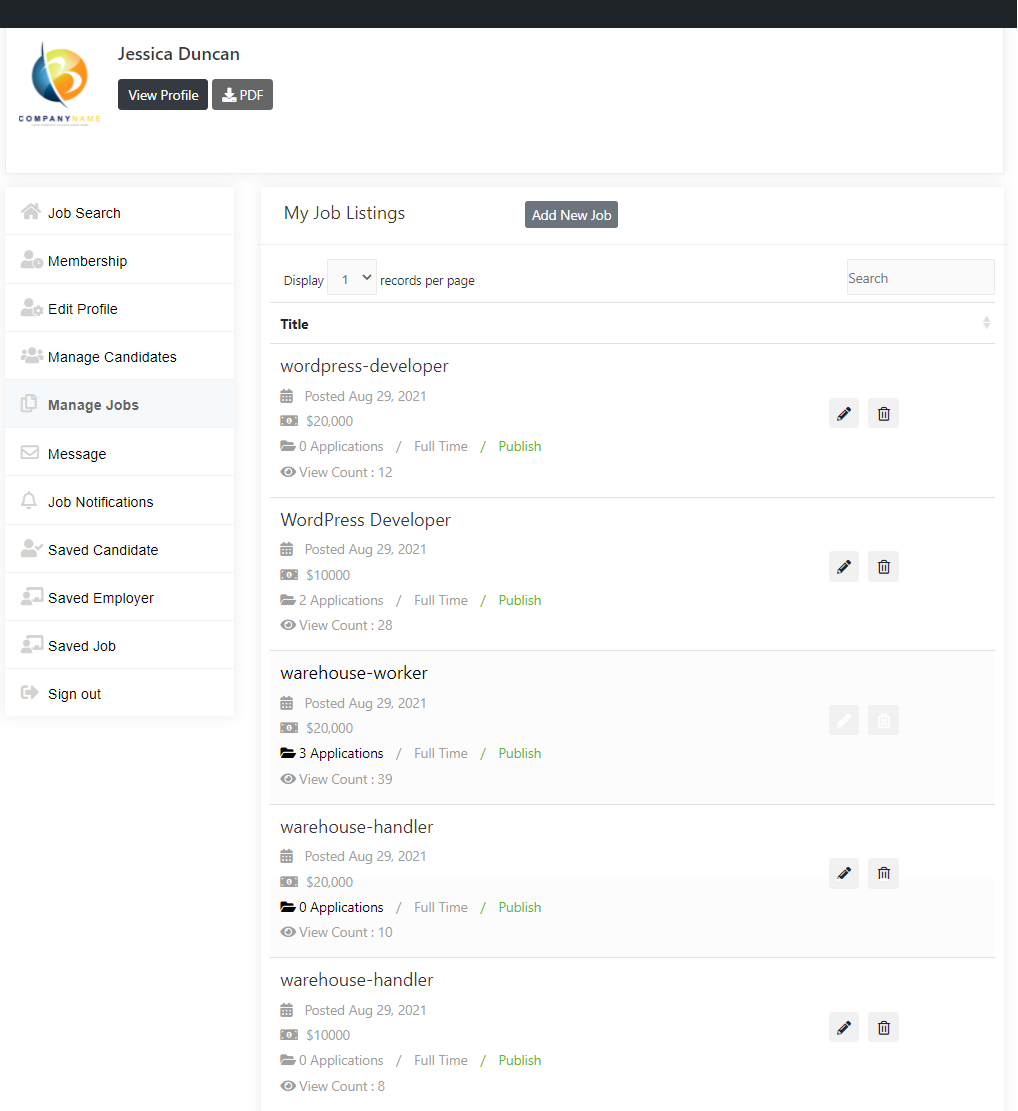 Jessica Duncan
View Profile
PDF
COMPANYNAME
Job Search
Membership
Edit Profile
Manage Candidates
Manage Jobs
Message
Job Notifications
Saved Candidate
Saved Employer
Saved Job
Sign out
My Job Listings
Add New Job
Display 1 records per page
Search
Title
wordpress-developer
Posted Aug 29, 2021
$20,000
0 Applications / Full Time / Publish
View Count : 12
WordPress Developer
Posted Aug 29, 2021
$10000
2 Applications / Full Time / Publish
View Count : 28
warehouse-worker
Posted Aug 29, 2021
$20,000
3 Applications / Full Time / Publish
View Count : 39
warehouse-handler
Posted Aug 29, 2021
$20,000
0 Applications / Full Time / Publish
View Count : 10
warehouse-handler
Posted Aug 29, 2021
$10000
0 Applications / Full Time / Publish
View Count : 8